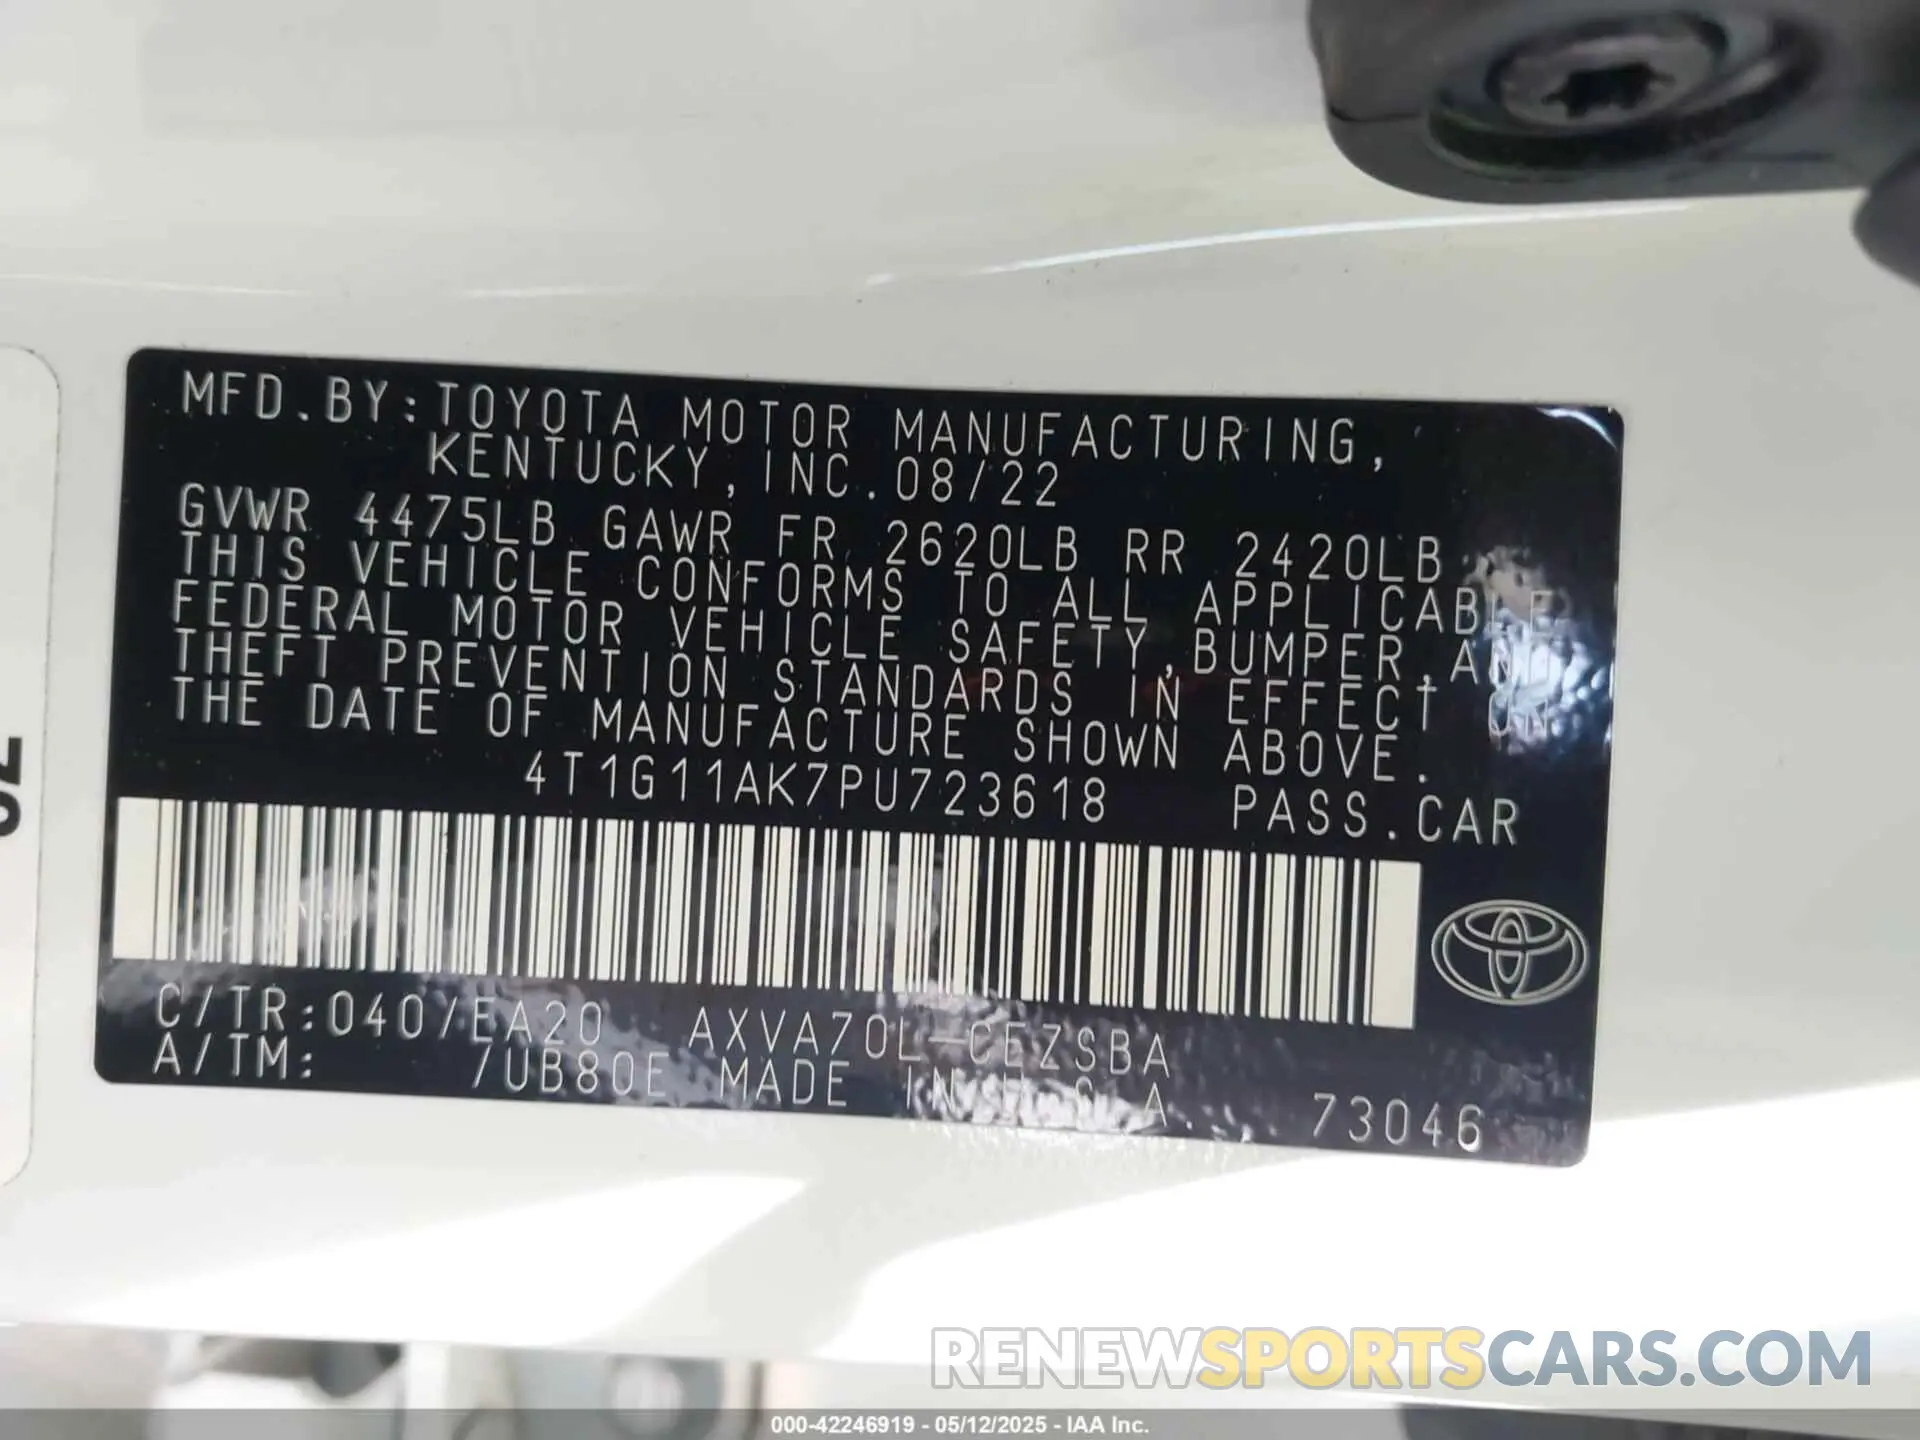 MFD.BY:TOYOTA MOTOR MANUFACTURING,
KENTUCKY, INC.08/22
GVWR 4475LB GAWR FR 2620LB RR 2420LB
THIS VEHICLE CONFORMS TO ALL APPLICABLE
FEDERAL MOTOR VEHICLE SAFETY,BUMPER,AND
THEFT PREVENTION STANDARDS IN EFFECT ON
THE DATE OF MANUFACTURE SHOWN ABOVE.
4T1G11AK7PU723618 PASS.CAR
C/TR:040/EA20 AXVA70L-CEZSBA
A/TM: /UB80E MADE IN U.S.A. 73046
RENEWSPORTSCARS.COM
000-42246919 - 05/12/2025 - IAA Inc.